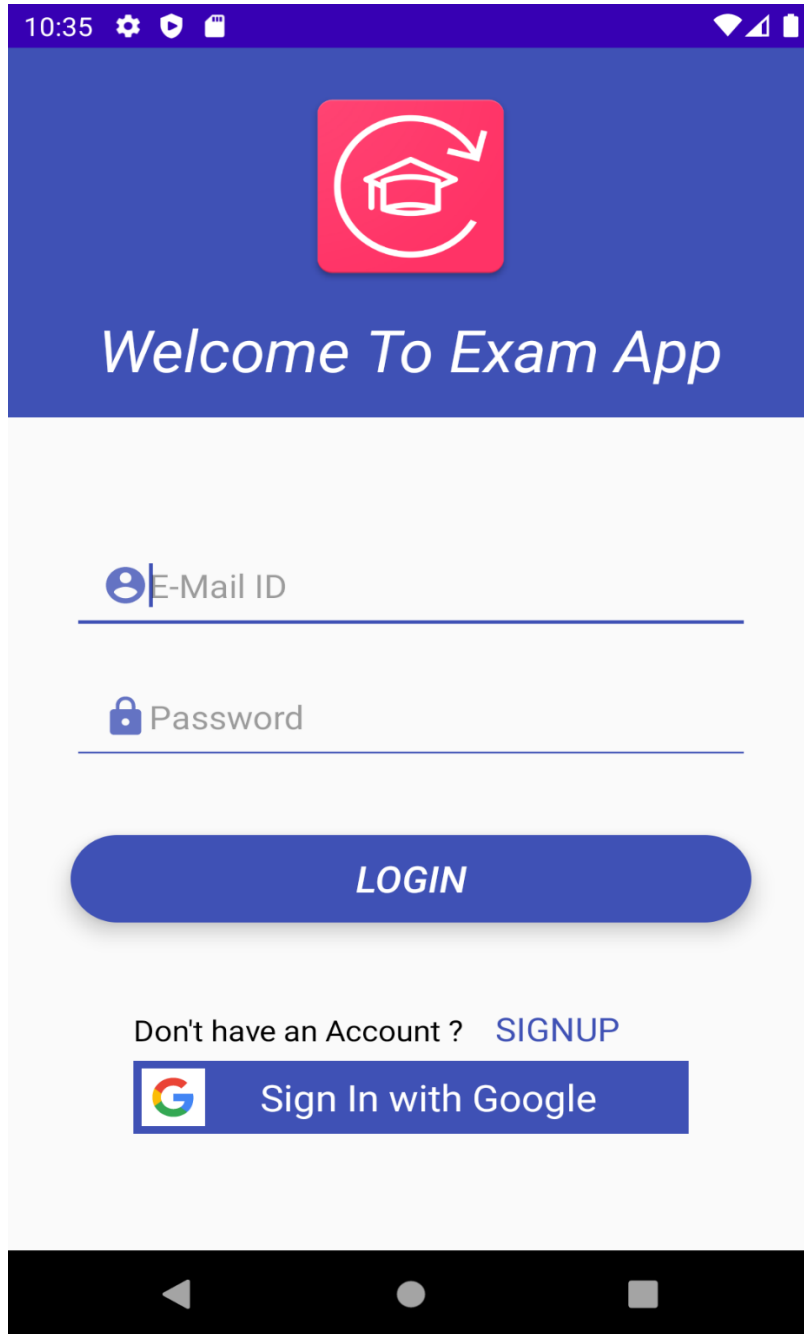 10:35
Welcome To Exam App
E-Mail ID
Password
LOGIN
Don't have an Account ? SIGNUP
Sign In with Google